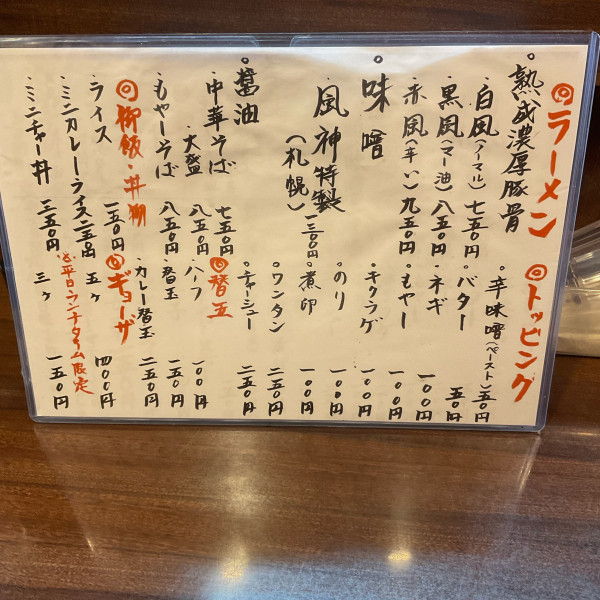 ◎ラーメン
・熟成濃厚豚骨
・白風(ノーマル)七五〇円
・黒風(マー油)八五〇円
・赤風(辛い)九五〇円
・味噌
・風神特製
(札幌)一三〇〇円
・醤油
・中華そば 七五〇円
大盛 八五〇円
・もやーそば 八五〇円
◎御飯・丼類
・ライス 一五〇円
・ミニカレーライス 二五〇円
・ミニチャー丼 二五〇円
◎トッピング
・辛味噌(ペースト)五〇円
・バター 五〇円
・ネギ 一〇〇円
・もやー 一〇〇円
・キクラゲ 一〇〇円
・のり 一〇〇円
・煮卵 一〇〇円
・ワンタン 二五〇円
・チャーシュー 二五〇円
◎替玉
・ハーフ 一〇〇円
・替玉 一五〇円
カレー替玉 二五〇円
◎ギョーザ
五ヶ 四〇〇円
※平日・ランチタイム限定
三ヶ 一五〇円